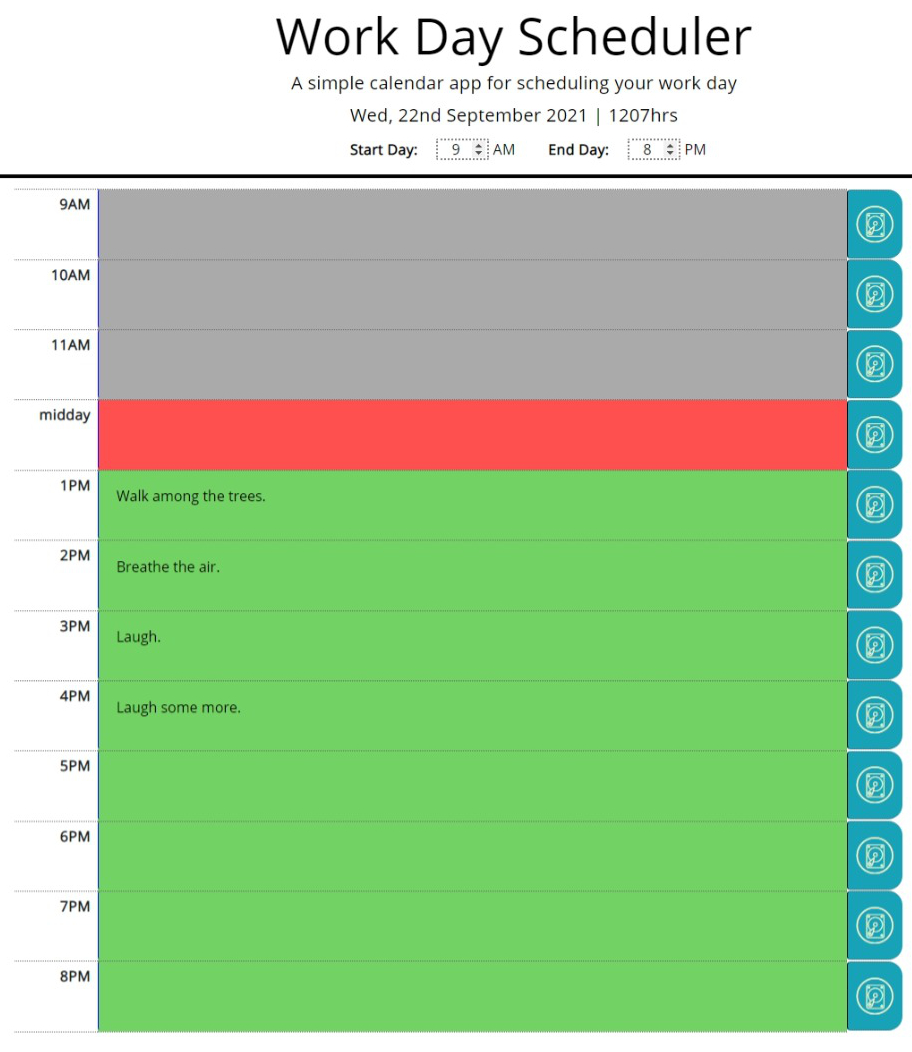 Work Day Scheduler
A simple calendar app for scheduling your work day
Wed, 22nd September 2021 | 1207hrs
Start Day: 9 AM End Day: 8 PM
9AM
10AM
11AM
midday
1PM Walk among the trees.
2PM Breathe the air.
3PM Laugh.
4PM Laugh some more.
5PM
6PM
7PM
8PM